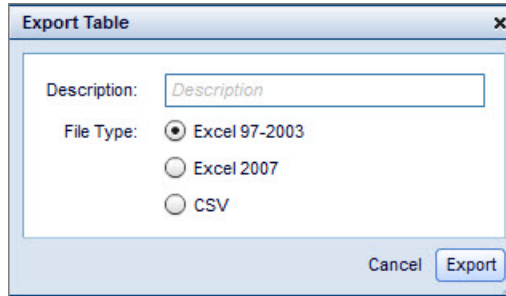 Export Table
Description: Description
File Type: Excel 97-2003
Excel 2007
CSV
Cancel Export